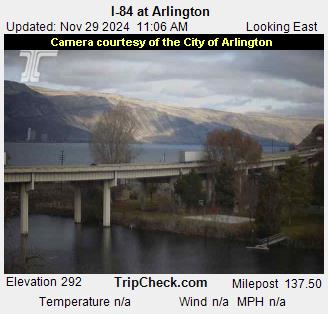 I-84 at Arlington
Updated: Nov 29 2024 11:06 AM Looking East
Camera courtesy of the City of Arlington
Elevation 292 TripCheck.com Milepost 137.50
Temperature n/a Wind n/a MPH n/a